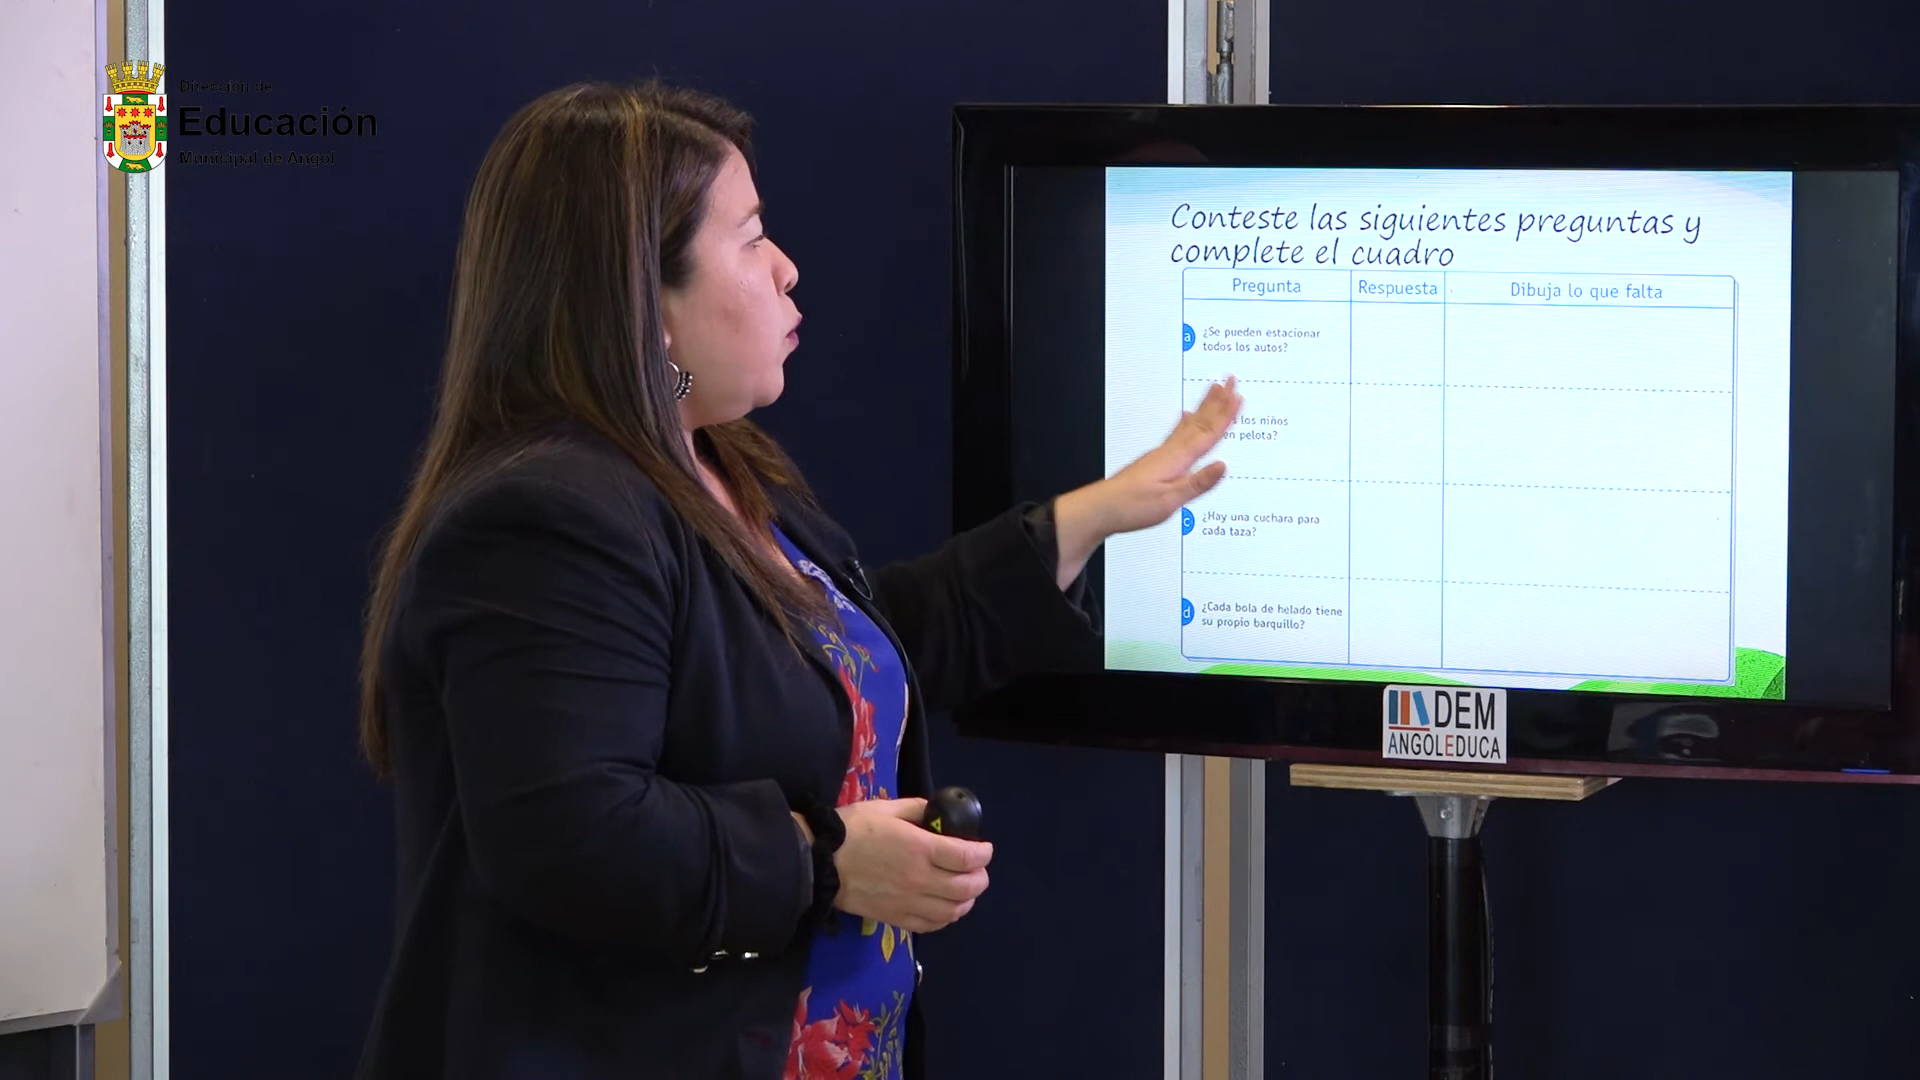 Dirección de
Educación
Municipal de Angol
Conteste las siguientes preguntas y
complete el cuadro
Pregunta
Respuesta
Dibuja lo que falta
a
¿Se pueden estacionar
todos los autos?
los niños
en pelota?
c
¿Hay una cuchara para
cada taza?
d
¿Cada bola de helado tiene
su propio barquillo?
DEM
ANGOLEDUCA